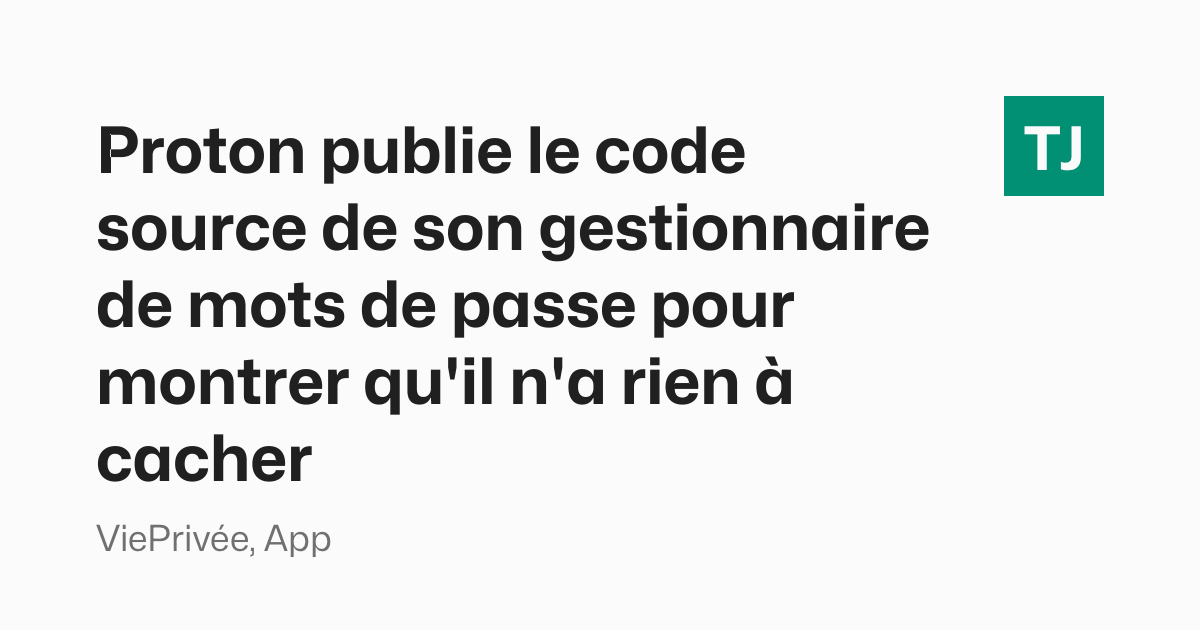 Proton publie le code
TJ
source de son gestionnaire
de mots de passe pour
montrer qu'il n'a rien à
cacher
ViePrivée, App